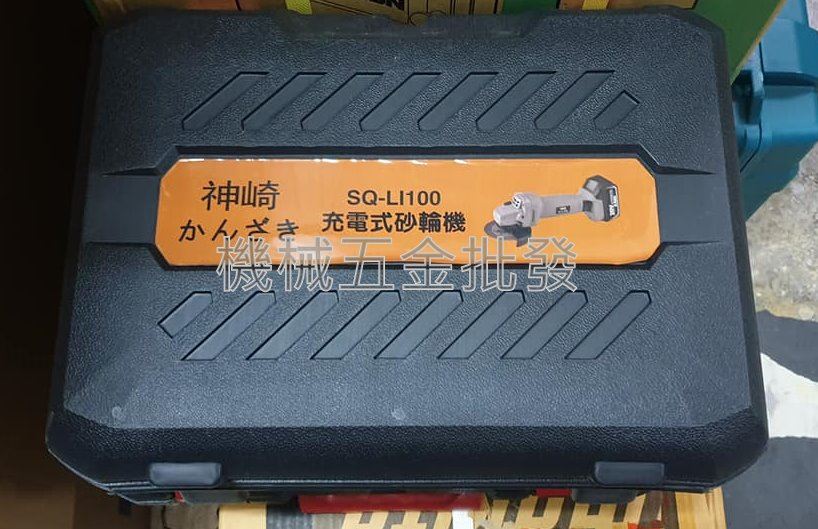 神崎
かんざき
SQ-LI100
充電式砂輪機
機械五金批發